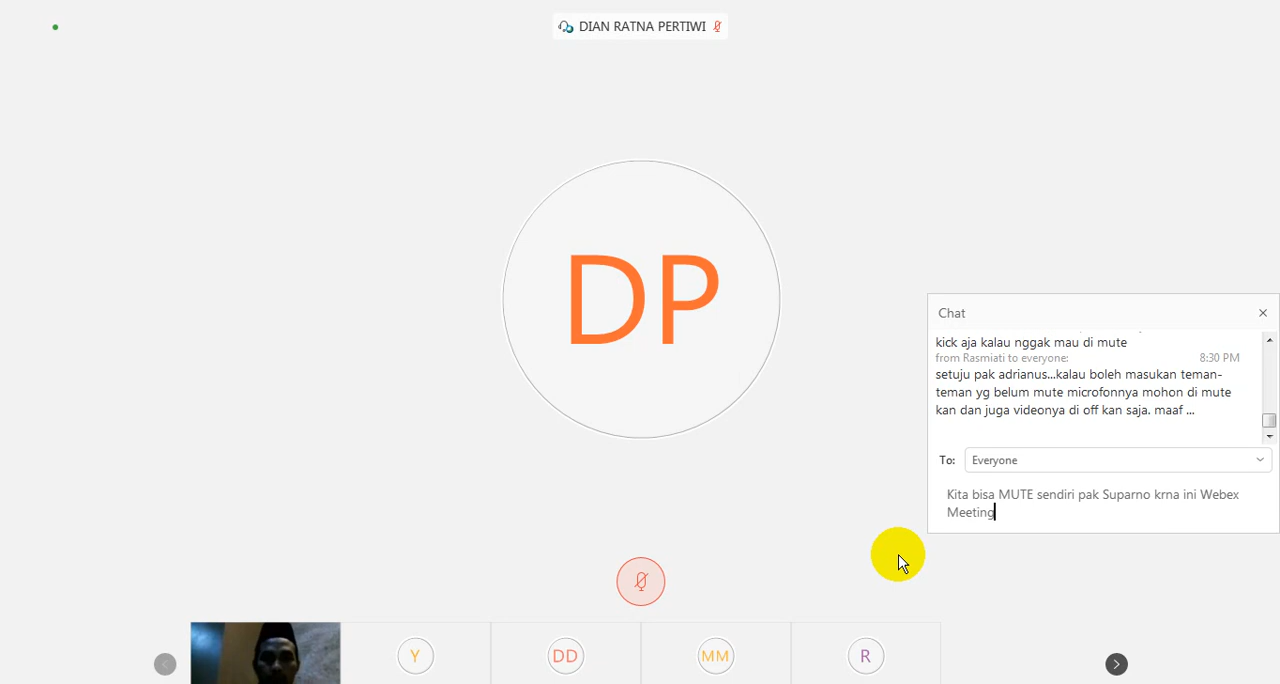 DIAN RATNA PERTIWI
DP
Chat
kick aja kalau nggak mau di mute
from Rasmiati to everyone: 8:30 PM
setuju pak adrianus...kalau boleh masukan teman-
teman yg belum mute microfonnya mohon di mute
kan dan juga videonya di off kan saja. maaf ...
To: Everyone
Kita bisa MUTE sendiri pak Suparno krna ini Webex
Meeting
Y DD MM R